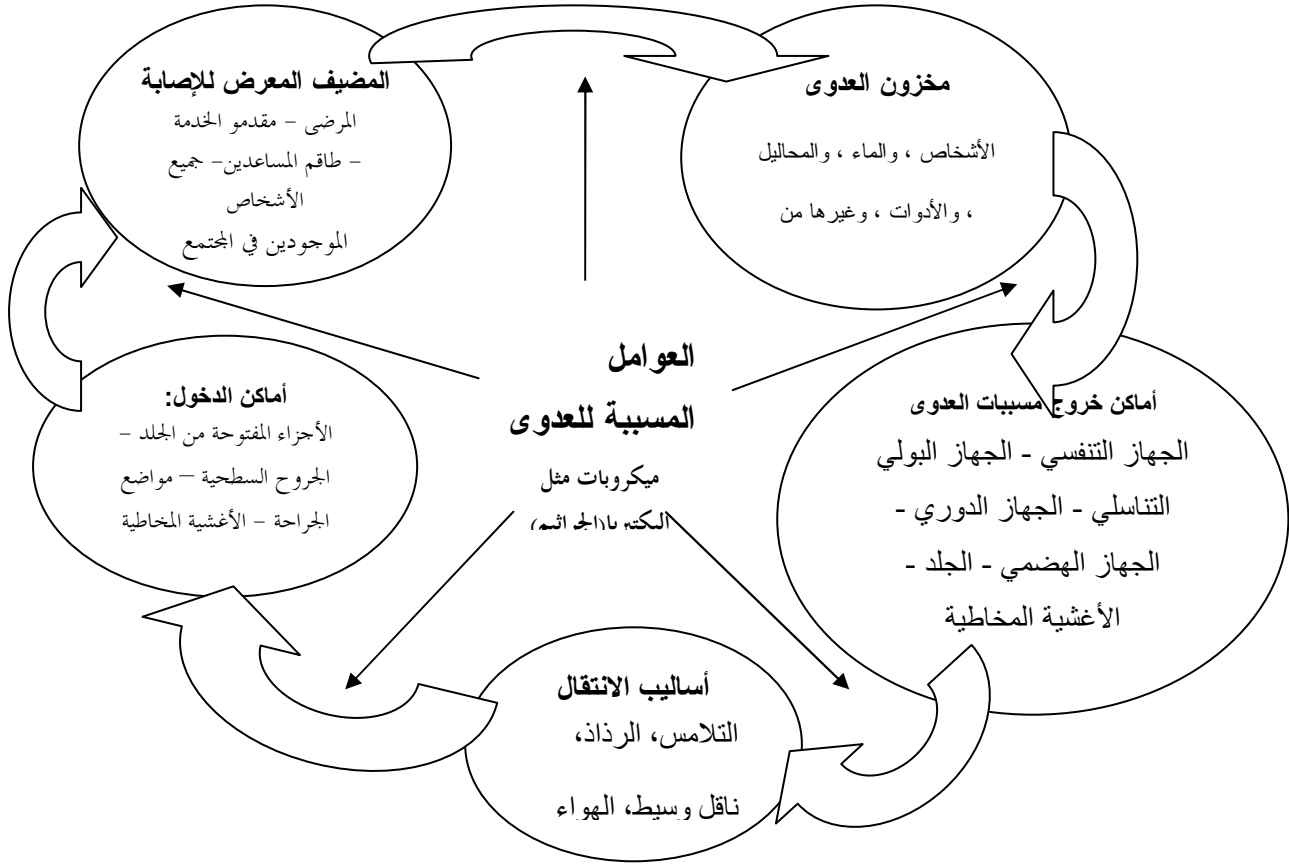 المضيف المعرض للإصابة
المرضى – مقدمو الخدمة
– طاقم المساعدين– جميع
الأشخاص
الموجودين في المجتمع
مخزون العدوى
الأشخاص ، والماء ، والمحاليل
، والأدوات ، وغيرها من
العوامل
المسببة للعدوى
ميكروبات مثل
البكتيريا(الجراثيم)
أماكن الدخول:
الأجزاء المفتوحة من الجلد –
الجروح السطحية – مواضع
الجراحة – الأغشية المخاطية
أماكن خروج مسببات العدوى
الجهاز التنفسي - الجهاز البولي
التناسلي - الجهاز الدوري -
الجهاز الهضمي - الجلد -
الأغشية المخاطية
أساليب الانتقال
التلامس، الرذاذ،
ناقل وسيط، الهواء